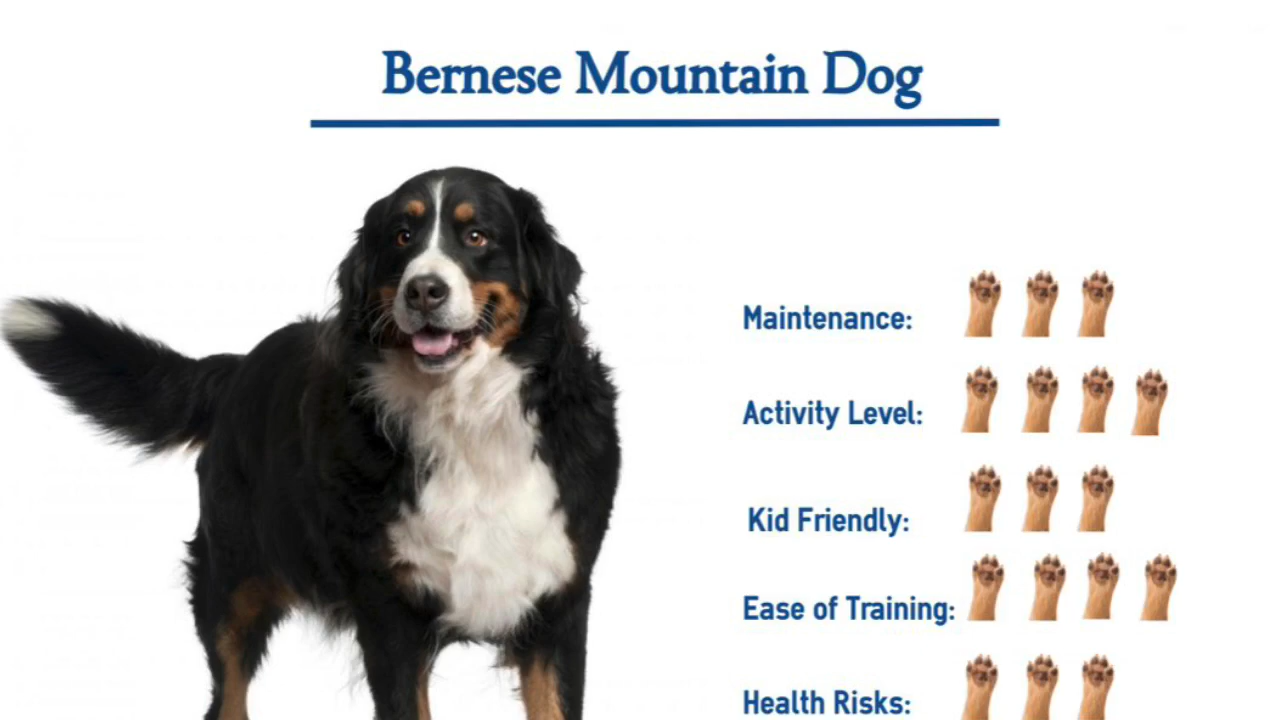 Bernese Mountain Dog
Maintenance:
Activity Level:
Kid Friendly:
Ease of Training:
Health Risks: